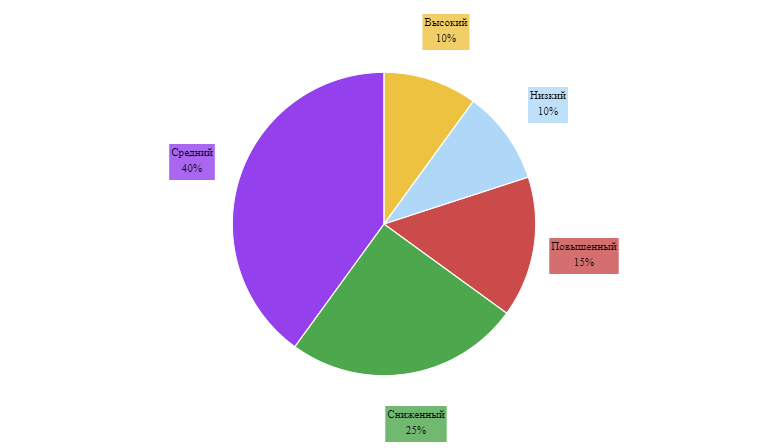 Высокий
10%
Низкий
10%
Средний
40%
Повышенный
15%
Сниженный
25%